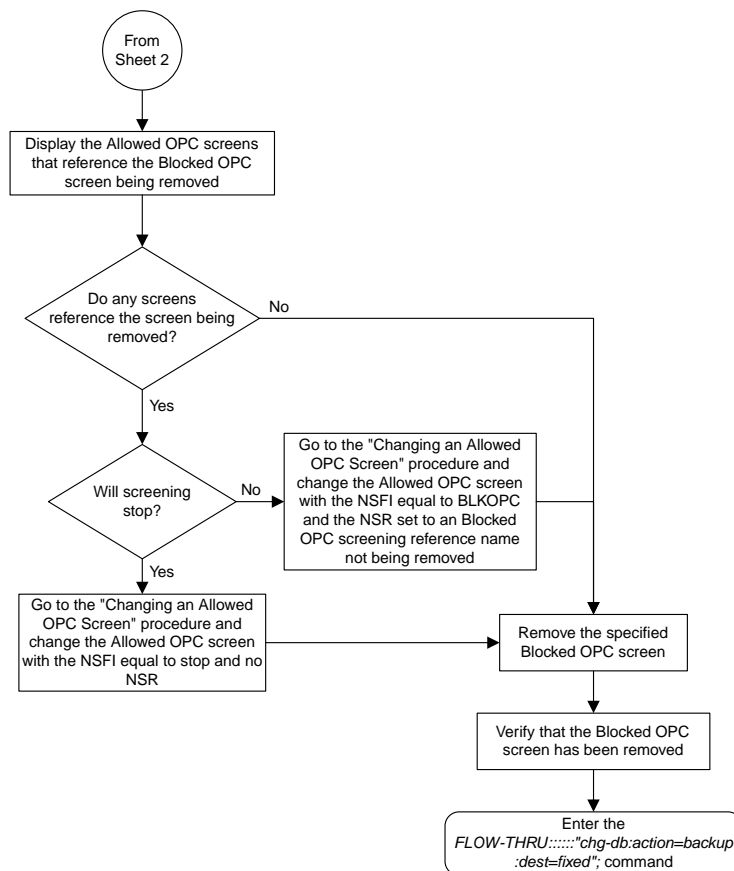 From
Sheet 2
Display the Allowed OPC screens
that reference the Blocked OPC
screen being removed
Do any screens
reference the screen being
removed?
No
Yes
Will screening
stop?
No
Go to the "Changing an Allowed
OPC Screen" procedure and
change the Allowed OPC screen
with the NSFI equal to BLKOPC
and the NSR set to an Blocked
OPC screening reference name
not being removed
Yes
Go to the "Changing an Allowed
OPC Screen" procedure and
change the Allowed OPC screen
with the NSFI equal to stop and no
NSR
Remove the specified
Blocked OPC screen
Verify that the Blocked OPC
screen has been removed
Enter the
FLOW-THRU::::::"chg-db:action=backup
:dest=fixed"; command